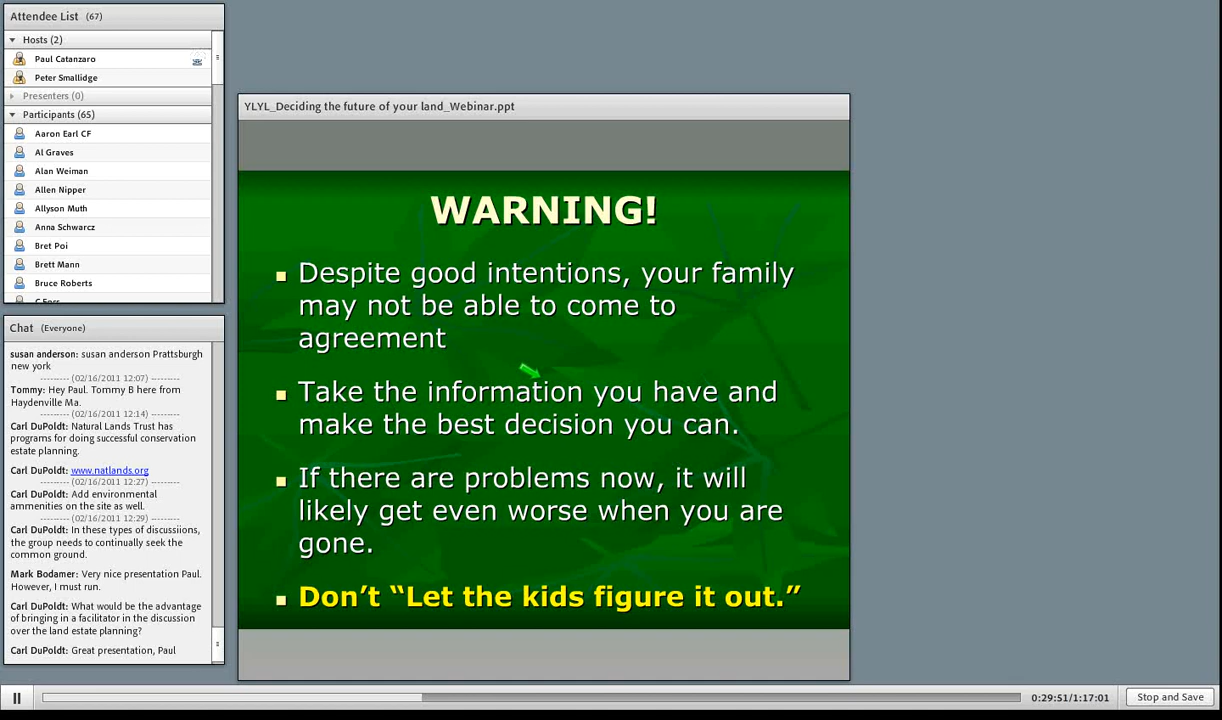 Attendee List (67)
Hosts (2)
Paul Catanzaro
Peter Smallidge
Presenters (0)
Participants (65)
Aaron Earl CF
Al Graves
Alan Weiman
Allen Nipper
Allyson Muth
Anna Schwarcz
Bret Poi
Brett Mann
Bruce Roberts
Chat (Everyone)
susan anderson: susan anderson Prattsburgh
new york
--------- (02/16/2011 12:07) ---------
Tommy: Hey Paul. Tommy B here from
Haydenville Ma.
--------- (02/16/2011 12:14) ---------
Carl DuPoldt: Natural Lands Trust has
programs for doing successful conservation
estate planning.
Carl DuPoldt: www.natlands.org
--------- (02/16/2011 12:27) ---------
Carl DuPoldt: Add environmental
ammenities on the site as well.
--------- (02/16/2011 12:29) ---------
Carl DuPoldt: In these types of discussiions,
the group needs to continually seek the
common ground.
Mark Bodamer: Very nice presentation Paul.
However, I must run.
Carl DuPoldt: What would be the advantage
of bringing in a facilitator in the discussion
over the land estate planning?
Carl DuPoldt: Great presentation, Paul
YLYL_Deciding the future of your land_Webinar.ppt
WARNING!
Despite good intentions, your family
may not be able to come to
agreement
Take the information you have and
make the best decision you can.
If there are problems now, it will
likely get even worse when you are
gone.
Don't “Let the kids figure it out.”
0:29:51/1:17:01
Stop and Save